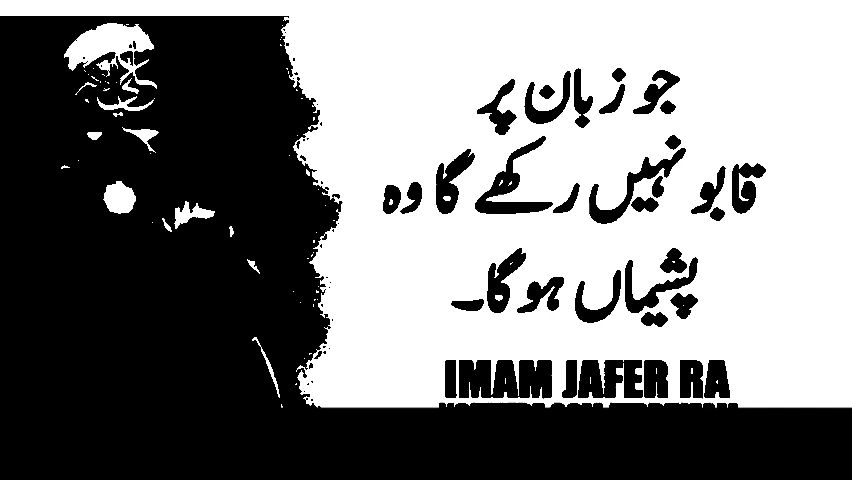 جو زبان پر
قابو نہیں رکھے گا وہ
پشیماں ہو گا۔
IMAM JAFER RA